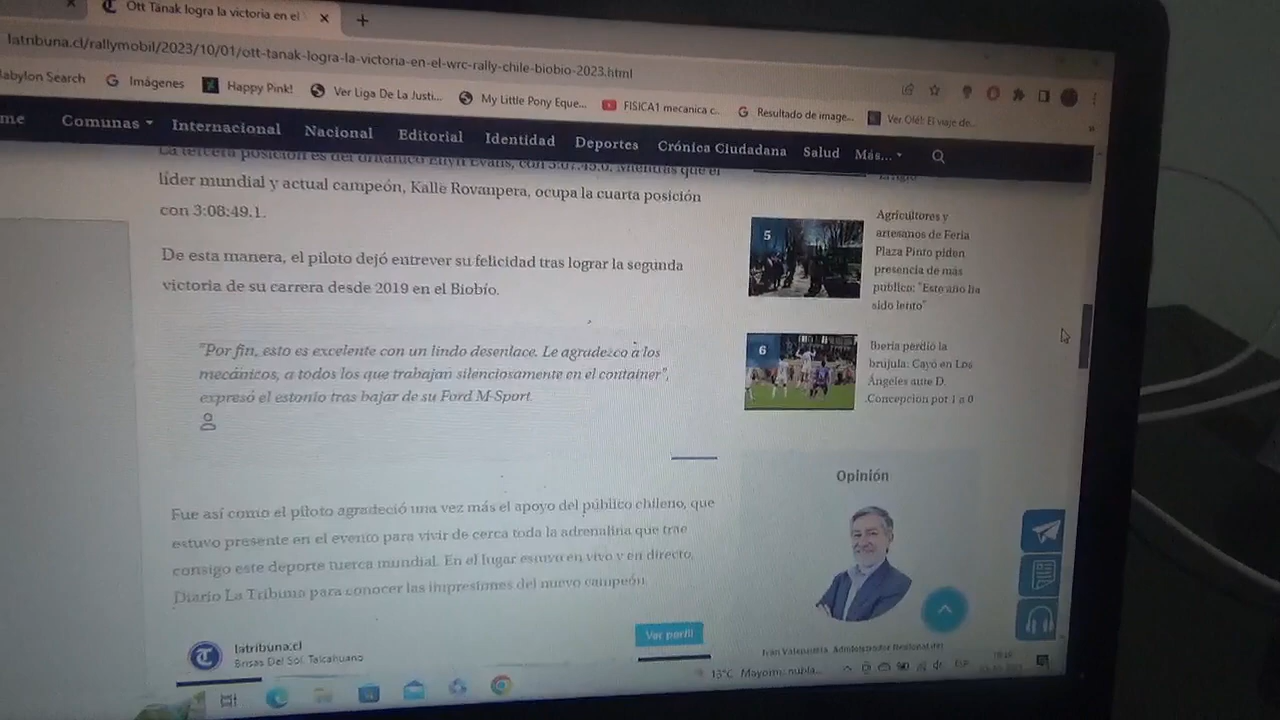 Ott Tänak logra la victoria en el
latribuna.cl/rallymobil/2023/10/01/ott-tanak-logra-la-victoria-en-el-wrc-rally-chile-biobio-2023.html
abylon Search
Imágenes
Happy Pink!
Ver Liga De La Justi...
My Little Pony Eque...
FISICA1 mecanica c...
Resultado de image...
Ver Olé!: El viaje de...
me
Comunas
Internacional
Nacional
Editorial
Identidad
Deportes
Crónica Ciudadana
Salud
Más...
La tercera posición es del británico Elfyn Evans, con 3:07:45.0. Mientras que el
líder mundial y actual campeón, Kalle Rovanpera, ocupa la cuarta posición
con 3:08:49.1.
De esta manera, el piloto dejó entrever su felicidad tras lograr la segunda
victoria de su carrera desde 2019 en el Biobío.
"Por fin, esto es excelente con un lindo desenlace. Le agradezco a los
mecánicos, a todos los que trabajan silenciosamente en el container",
expresó el estonio tras bajar de su Ford M-Sport.
Fue así como el piloto agradeció una vez más el apoyo del público chileno, que
estuvo presente en el evento para vivir de cerca toda la adrenalina que trae
consigo este deporte tuerca mundial. En el lugar estuvo en vivo y en directo,
Diario La Tribuna para conocer las impresiones del nuevo campeón.
latribuna.cl
Brisas Del Sol, Talcahuano
Ver perfil
5
Agricultores y
artesanos de Feria
Plaza Pinto piden
presencia de más
público: "Este año ha
sido lento"
6
Iberia perdió la
brújula: Cayó en Los
Ángeles ante D.
Concepción por 1 a 0
Opinión
13°C Mayorm. nubla...
ESP